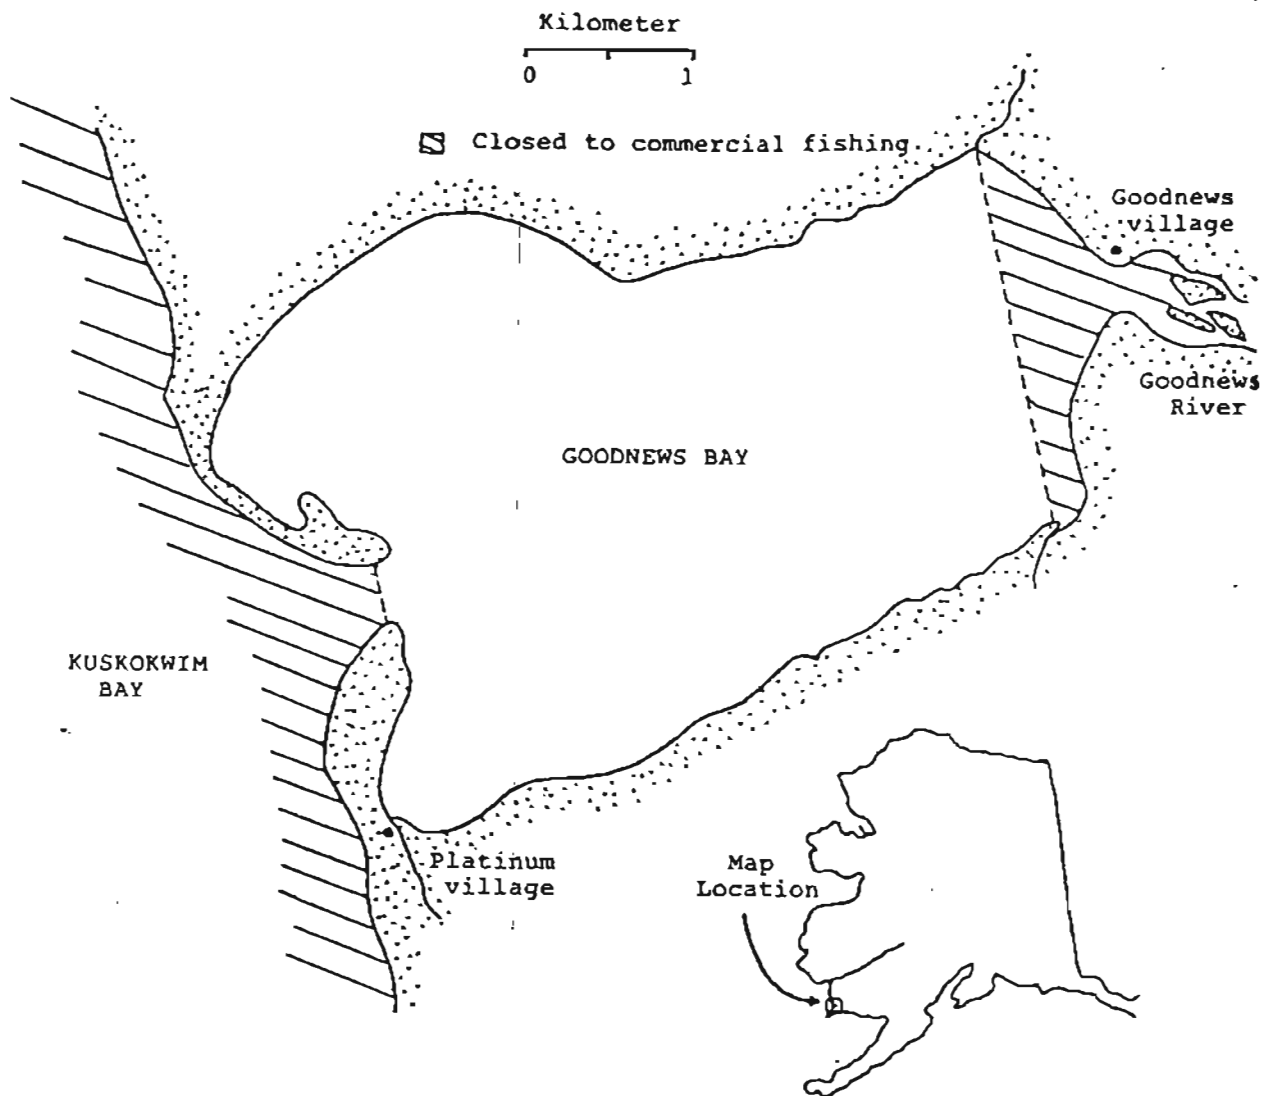 Kilometer
0 1
Closed to commercial fishing
Goodnews
village
Goodnews
River
GOODNEWS BAY
KUSKOKWIM
BAY
Platinum
village
Map
Location